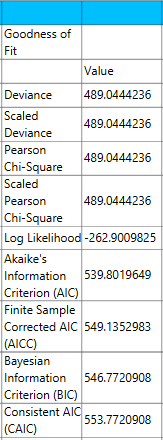 Goodness of
Fit
Value
Deviance 489.0444236
Scaled
Deviance 489.0444236
Pearson
Chi-Square 489.0444236
Scaled
Pearson
Chi-Square 489.0444236
Log Likelihood -262.9009825
Akaike's
Information
Criterion (AIC) 539.8019649
Finite Sample
Corrected AIC
(AICC) 549.1352983
Bayesian
Information
Criterion (BIC) 546.7720908
Consistent AIC
(CAIC) 553.7720908